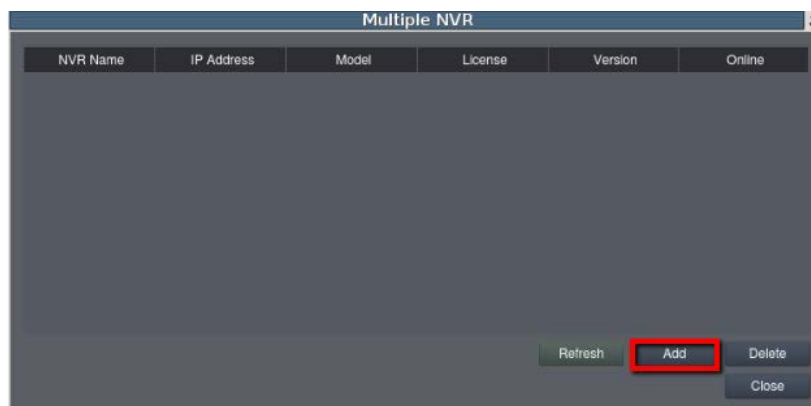 Multiple NVR
NVR Name IP Address Model License Version Online
Refresh Add Delete
Close